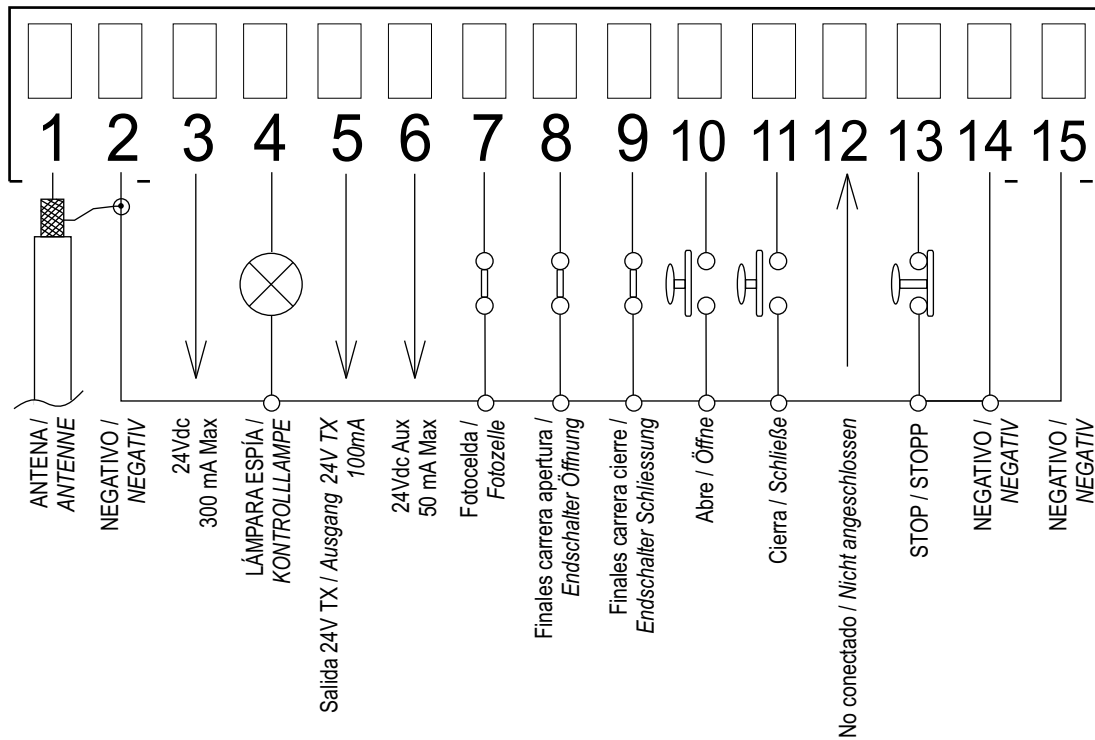 1 2 3 4 5 6 7 8 9 10 11 12 13 14 15
- - - -
ANTENA /
ANTENNE
NEGATIVO /
NEGATIV
24Vdc
300 mA Max
LÁMPARA ESPÍA /
KONTROLLLAMPE
Salida 24V TX / Ausgang 24V TX
100mA
24Vdc Aux
50 mA Max
Fotocelda /
Fotozelle
Finales carrera apertura /
Endschalter Öffnung
Finales carrera cierre /
Endschalter Schliessung
Abre / Öffne
Cierra / Schließe
No conectado / Nicht angeschlossen
STOP / STOPP
NEGATIVO /
NEGATIV
NEGATIVO /
NEGATIV